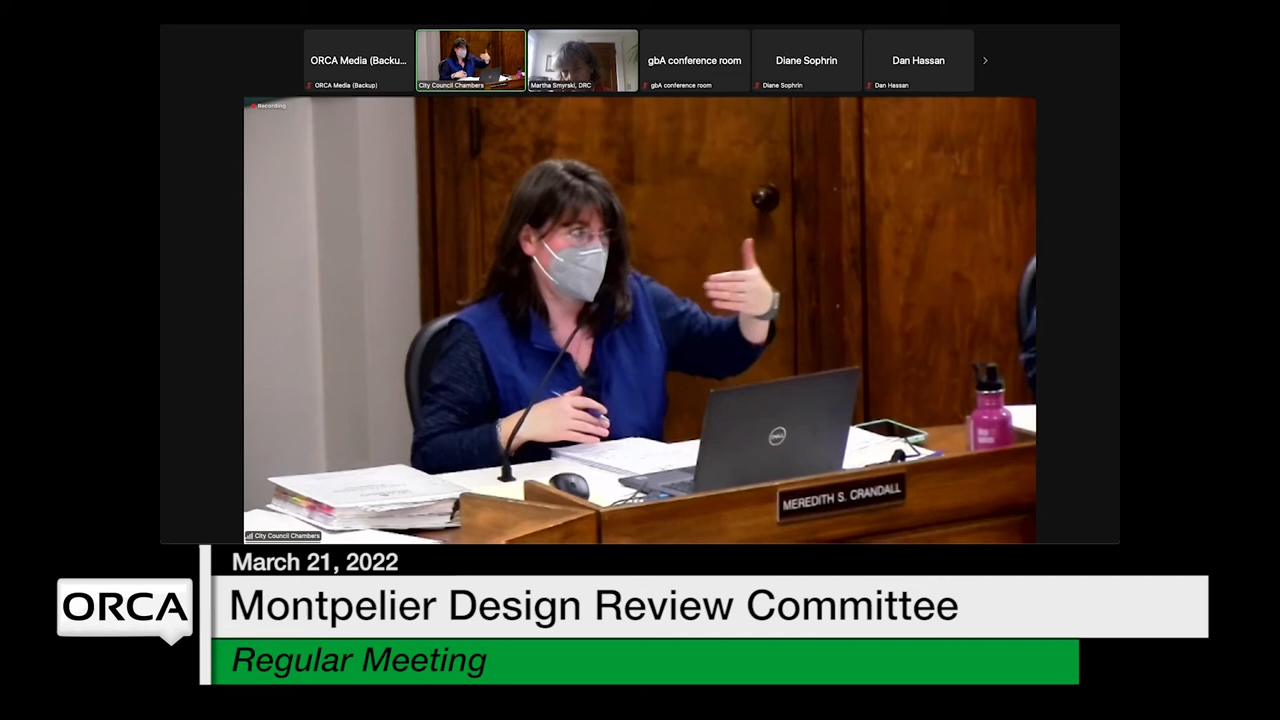 ORCA Media (Backu...
gbA conference room
Diane Sophrin
Dan Hassan
ORCA Media (Backup)
City Council Chambers
Martha Smyrski, DRC
gbA conference room
Diane Sophrin
Dan Hassan
Recording
DELL
MEREDITH S. CRANDALL
City Council Chambers
March 21, 2022
ORCA
Montpelier Design Review Committee
Regular Meeting